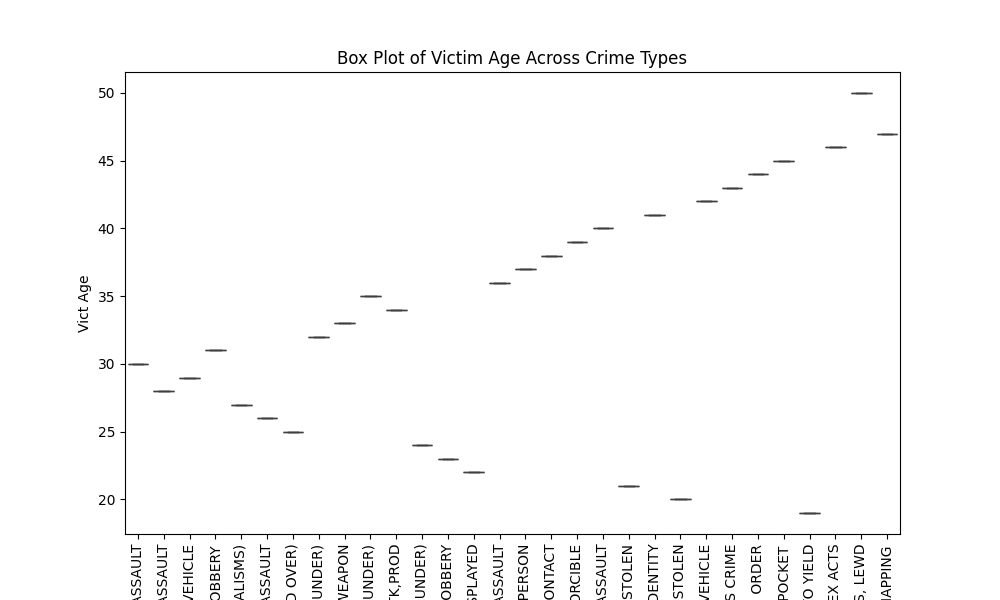 Box Plot of Victim Age Across Crime Types
50
45
40
35
30
25
20
Vict Age
ASSAULT
ASSAULT
VEHICLE
OBBERY
ALISMS)
ASSAULT
D OVER)
UNDER)
WEAPON
UNDER)
TK,PROD
UNDER)
OBBERY
SPLAYED
ASSAULT
PERSON
ONTACT
ORCIBLE
ASSAULT
STOLEN
DENTITY
STOLEN
VEHICLE
S CRIME
ORDER
POCKET
O YIELD
EX ACTS
S, LEWD
NAPPING